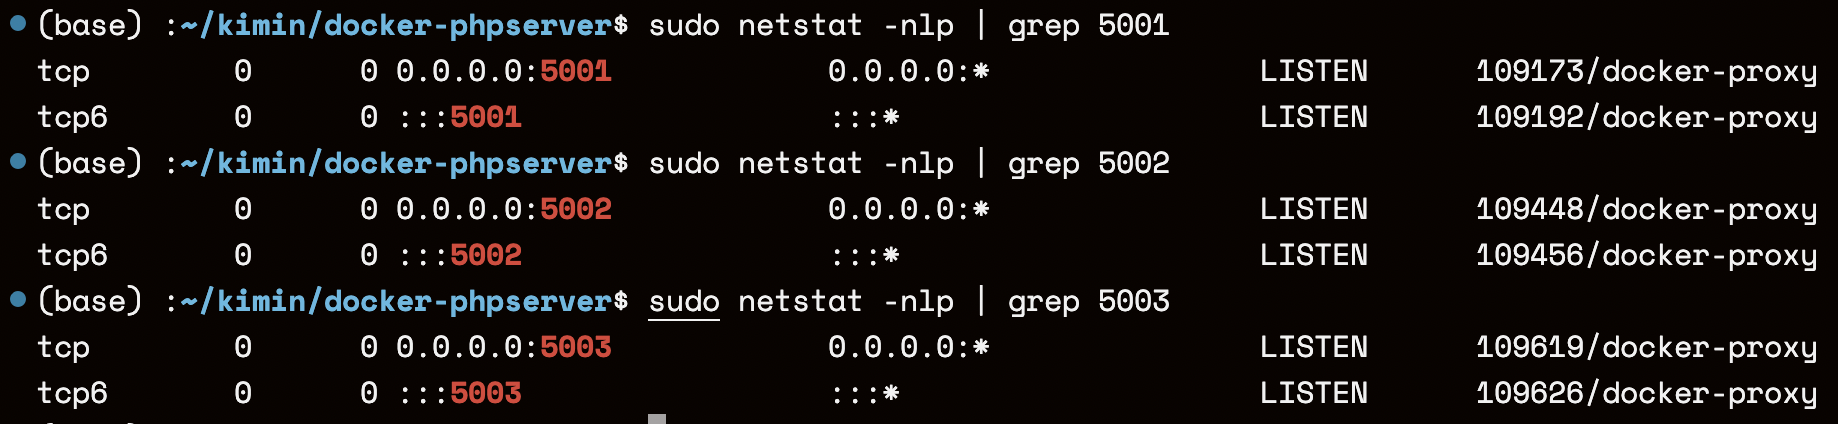 (base) :~/kimin/docker-phpserver$ sudo netstat -nlp | grep 5001
tcp        0      0 0.0.0.0:5001            0.0.0.0:*               LISTEN      109173/docker-proxy
tcp6       0      0 :::5001                 :::*                    LISTEN      109192/docker-proxy
(base) :~/kimin/docker-phpserver$ sudo netstat -nlp | grep 5002
tcp        0      0 0.0.0.0:5002            0.0.0.0:*               LISTEN      109448/docker-proxy
tcp6       0      0 :::5002                 :::*                    LISTEN      109456/docker-proxy
(base) :~/kimin/docker-phpserver$ sudo netstat -nlp | grep 5003
tcp        0      0 0.0.0.0:5003            0.0.0.0:*               LISTEN      109619/docker-proxy
tcp6       0      0 :::5003                 :::*                    LISTEN      109626/docker-proxy